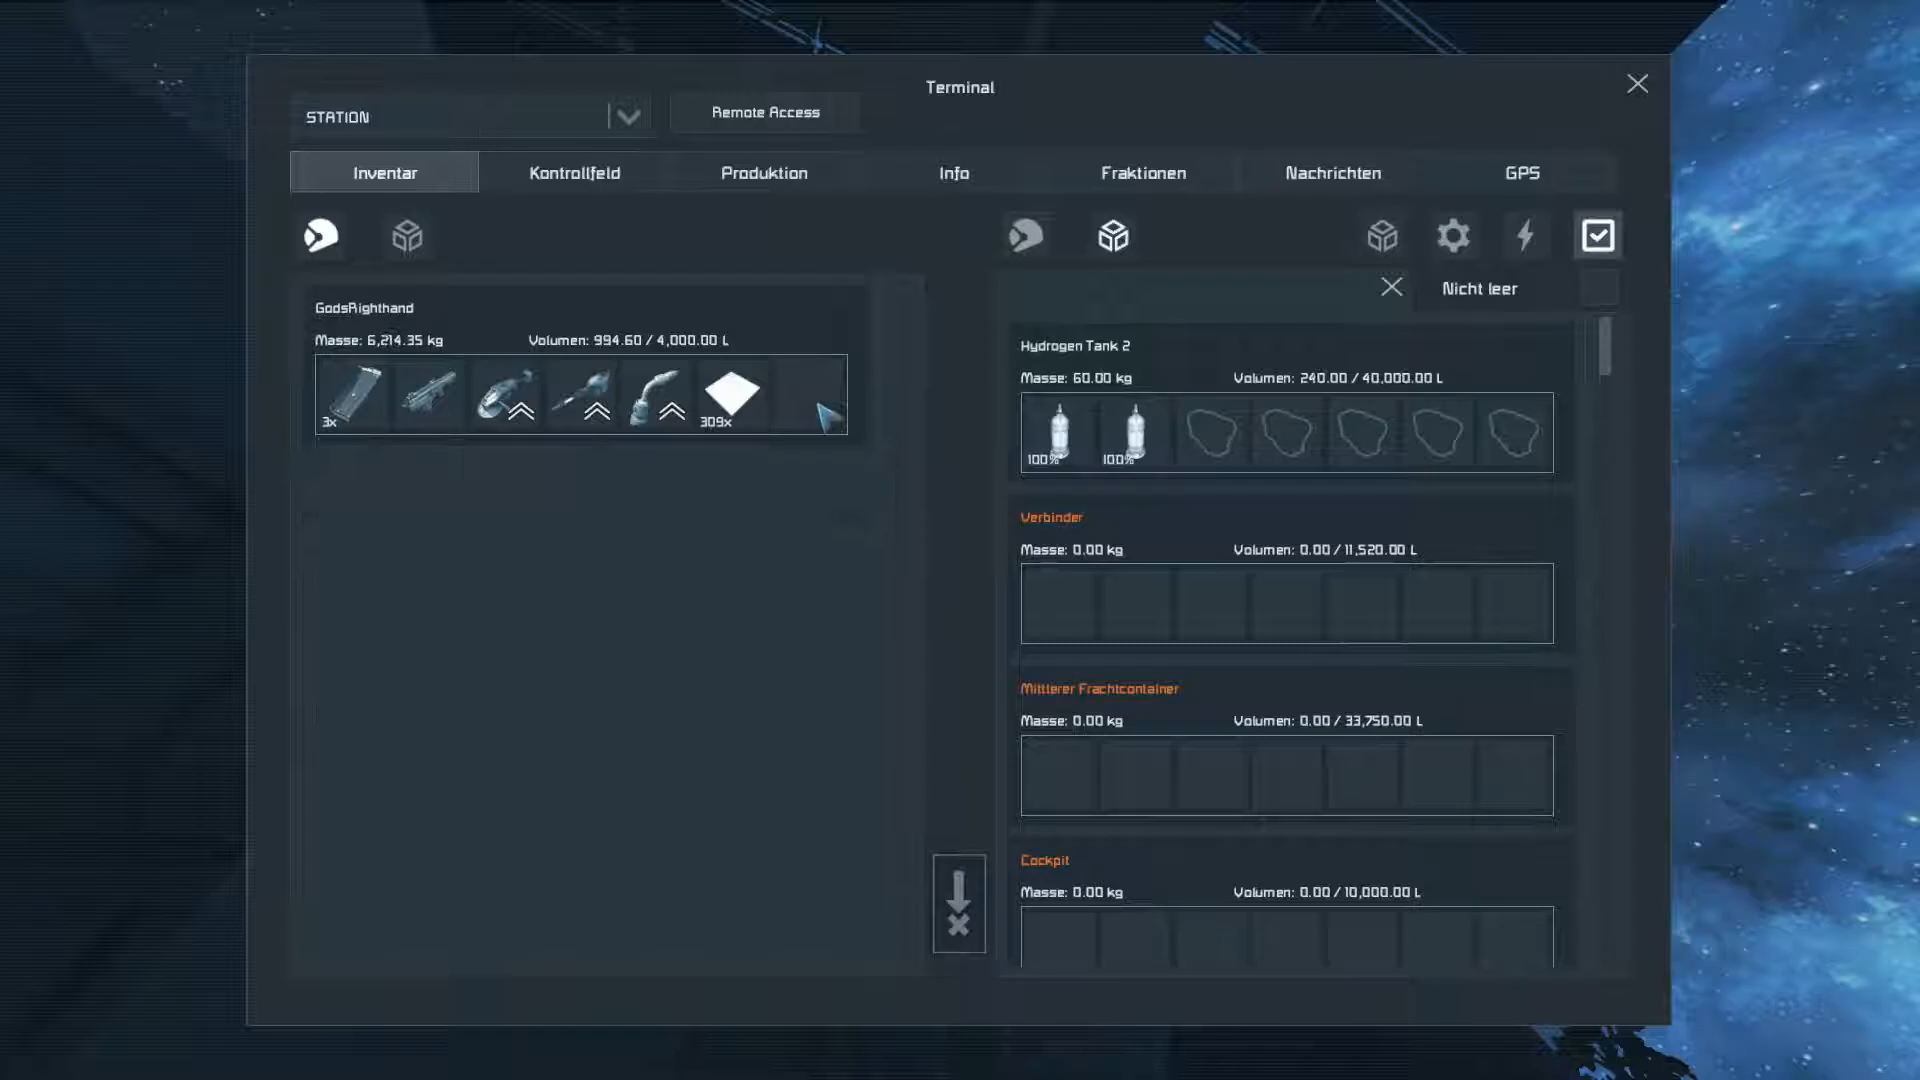 Terminal
STATION
Remote Access
Inventar
Kontrollfeld
Produktion
Info
Fraktionen
Nachrichten
GPS
Nicht leer
GodsRighthand
Masse: 6,214.35 kg
Volumen: 994.60 / 4,000.00 L
3x
309x
Hydrogen Tank 2
Masse: 60.00 kg
Volumen: 240.00 / 40,000.00 L
100%
100%
Verbinder
Masse: 0.00 kg
Volumen: 0.00 / 11,520.00 L
Mittlerer Frachtcontainer
Masse: 0.00 kg
Volumen: 0.00 / 33,750.00 L
Cockpit
Masse: 0.00 kg
Volumen: 0.00 / 10,000.00 L